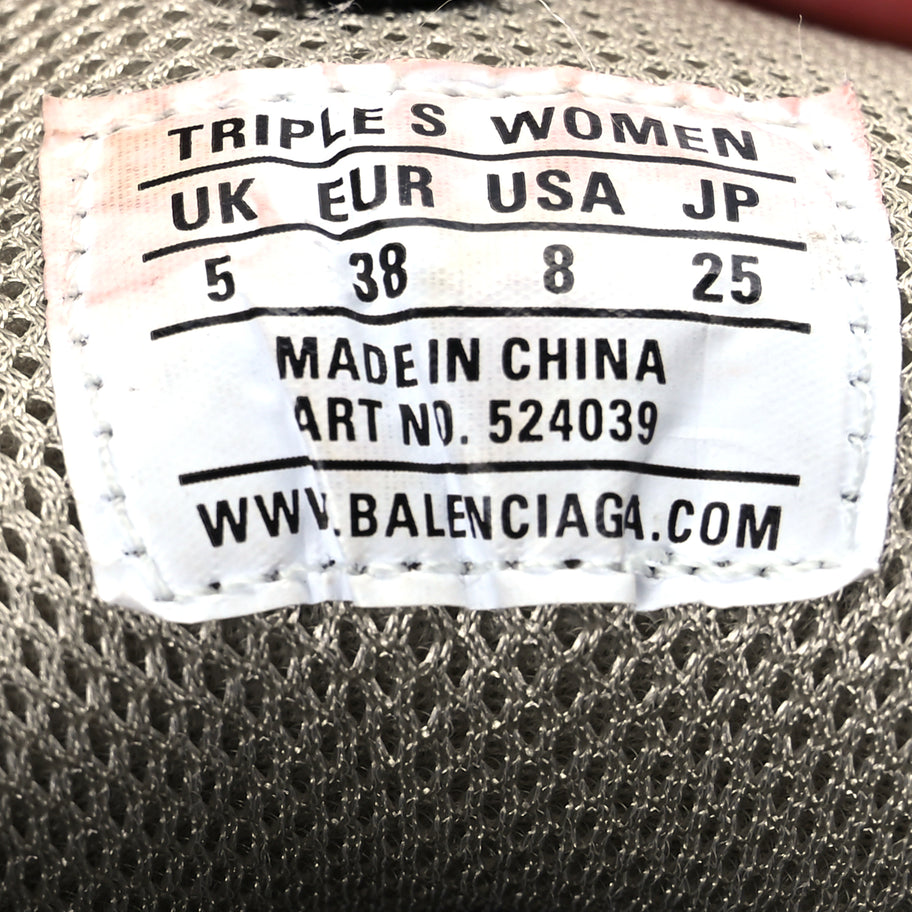 TRIPLE S WOMEN
UK EUR USA JP
5 38 8 25
MADE IN CHINA
ART NO. 524039
WWW.BALENCIAGA.COM